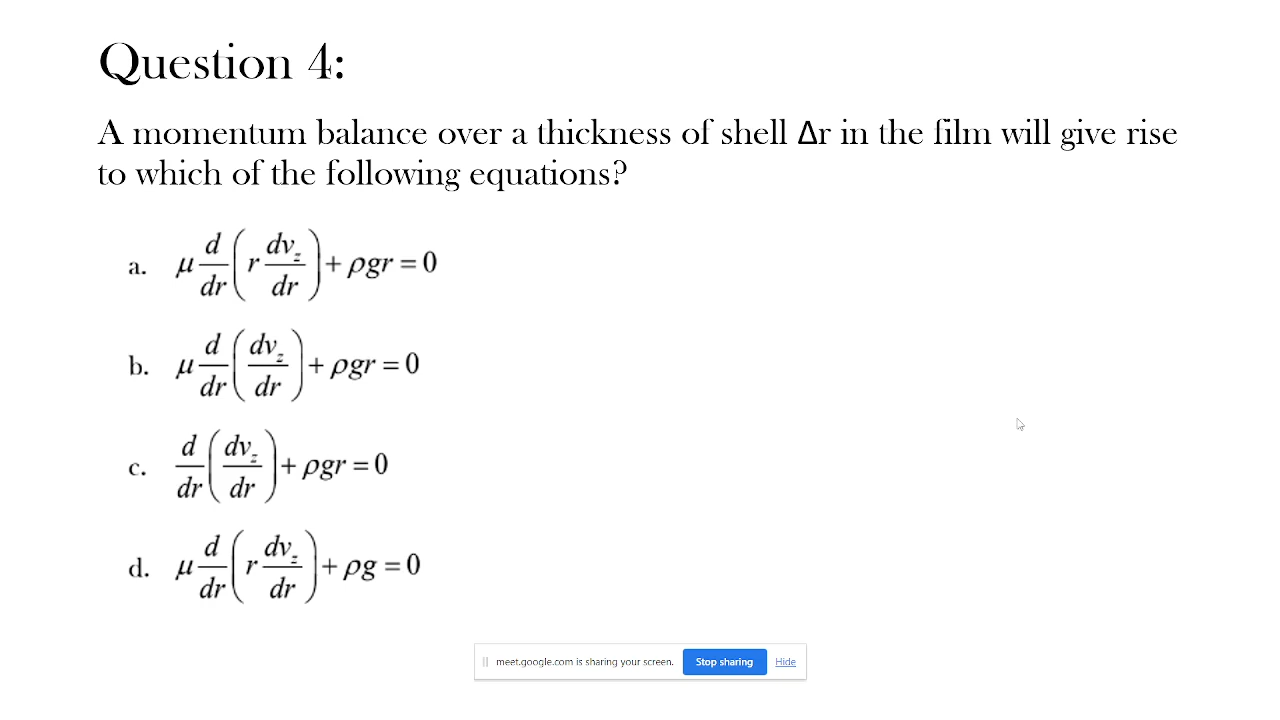 Question 4:
A momentum balance over a thickness of shell Δr in the film will give rise
to which of the following equations?
a. μ d/dr ( r dv_z/dr ) + ρgr = 0
b. μ d/dr ( dv_z/dr ) + ρgr = 0
c. d/dr ( dv_z/dr ) + ρgr = 0
d. μ d/dr ( r dv_z/dr ) + ρg = 0
meet.google.com is sharing your screen. Stop sharing Hide